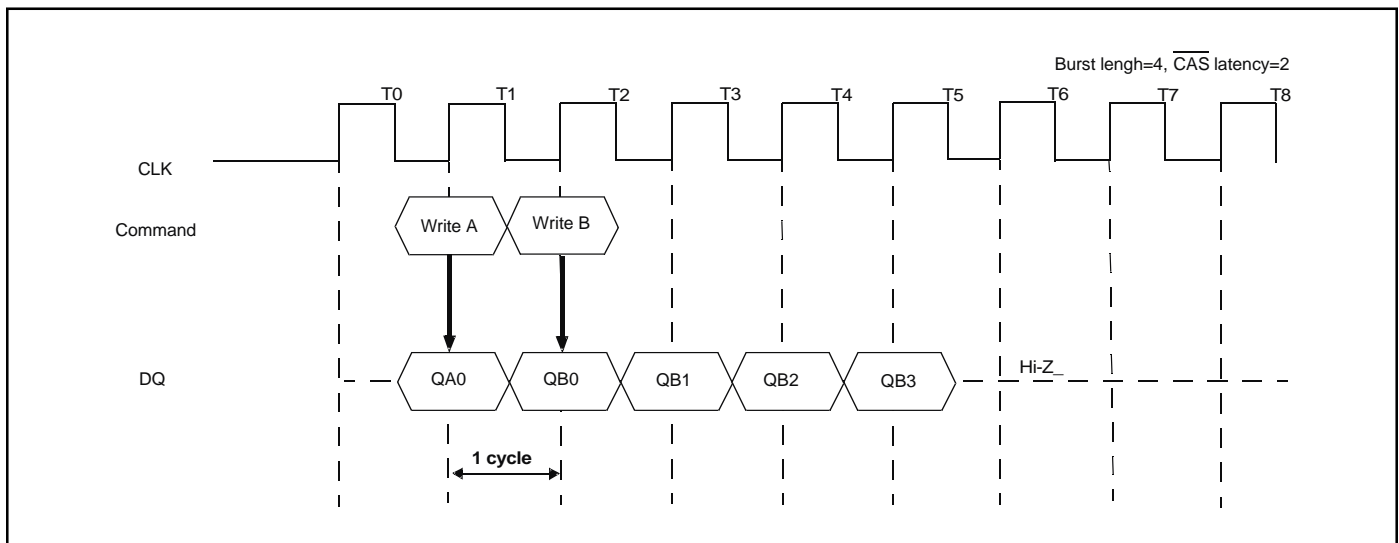 Burst lengh=4, CAS latency=2
T0 T1 T2 T3 T4 T5 T6 T7 T8
CLK
Write A Write B
Command
QA0 QB0 QB1 QB2 QB3 Hi-Z_
DQ
1 cycle